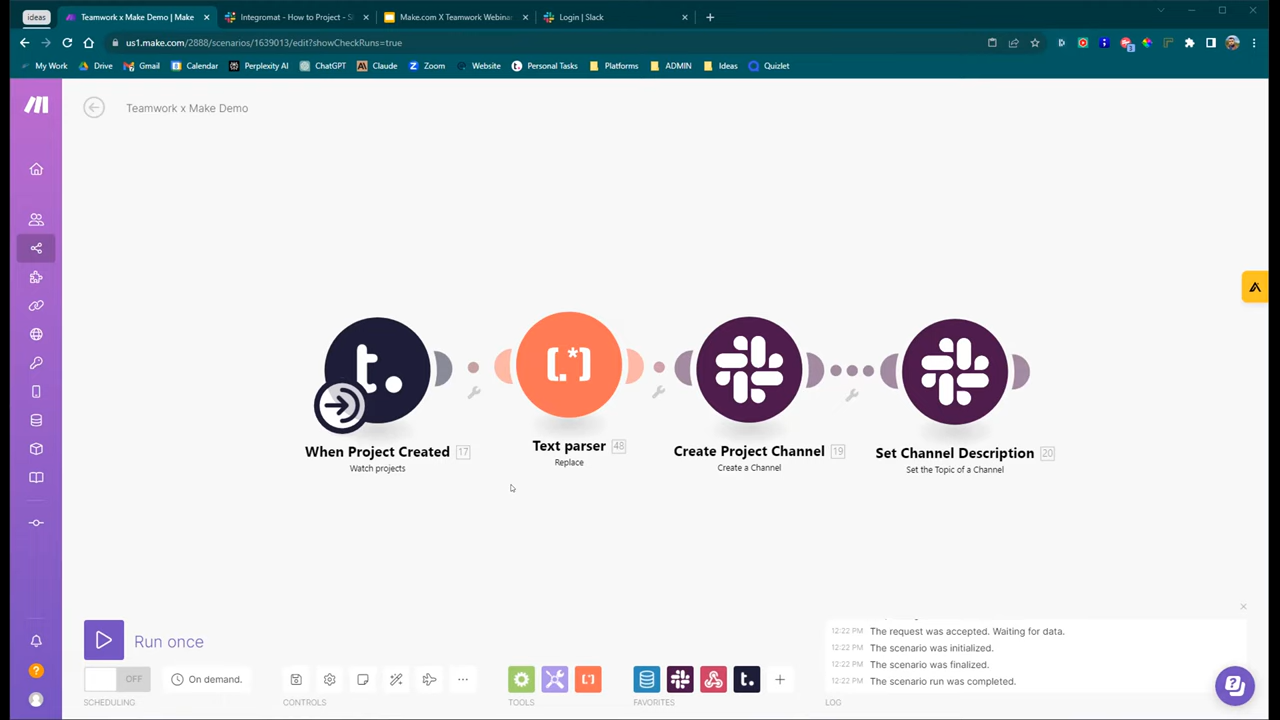 ideas
Teamwork x Make Demo | Make
Integromat - How to Project - Sl
Make.com X Teamwork Webinar
Login | Slack
us1.make.com/2888/scenarios/1639013/edit?showCheckRuns=true
My Work
Drive
Gmail
Calendar
Perplexity AI
ChatGPT
Claude
Zoom
Website
Personal Tasks
Platforms
ADMIN
Ideas
Quizlet
Teamwork x Make Demo
t.
[.*]
When Project Created 17
Watch projects
Text parser 48
Replace
Create Project Channel 19
Create a Channel
Set Channel Description 20
Set the Topic of a Channel
Run once
OFF
On demand.
SCHEDULING
CONTROLS
TOOLS
FAVORITES
LOG
12:22 PM The request was accepted. Waiting for data.
12:22 PM The scenario was initialized.
12:22 PM The scenario was finalized.
12:22 PM The scenario run was completed.